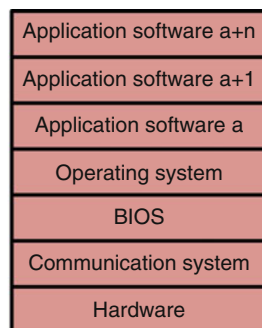 Application software a+n
Application software a+1
Application software a
Operating system
BIOS
Communication system
Hardware